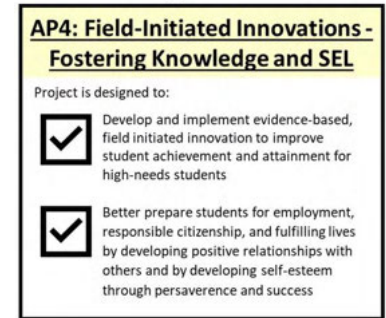 AP4: Field-Initiated Innovations -
Fostering Knowledge and SEL
Project is designed to:
Develop and implement evidence-based,
field initiated innovation to improve
student achievement and attainment for
high-needs students
Better prepare students for employment,
responsible citizenship, and fulfilling lives
by developing positive relationships with
others and by developing self-esteem
through persaverence and success